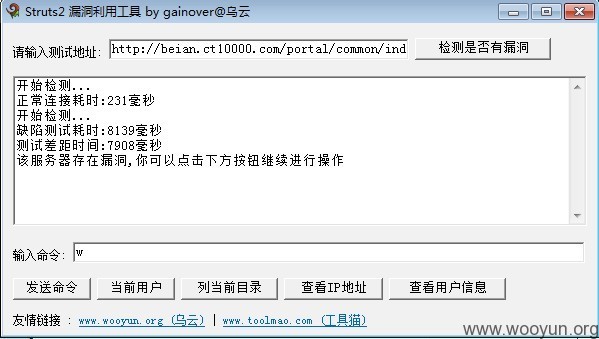 Struts2 漏洞利用工具 by gainover@乌云
请输入测试地址: http://beian.ct10000.com/portal/common/ind 检测是否有漏洞
开始检测...
正常连接耗时:231毫秒
开始检测...
缺陷测试耗时:8139毫秒
测试差距时间:7908毫秒
该服务器存在漏洞,你可以点击下方按钮继续进行操作
输入命令: w
发送命令 当前用户 列当前目录 查看IP地址 查看用户信息
友情链接 : www.wooyun.org (乌云) | www.toolmao.com (工具猫)
www.wooyun.org